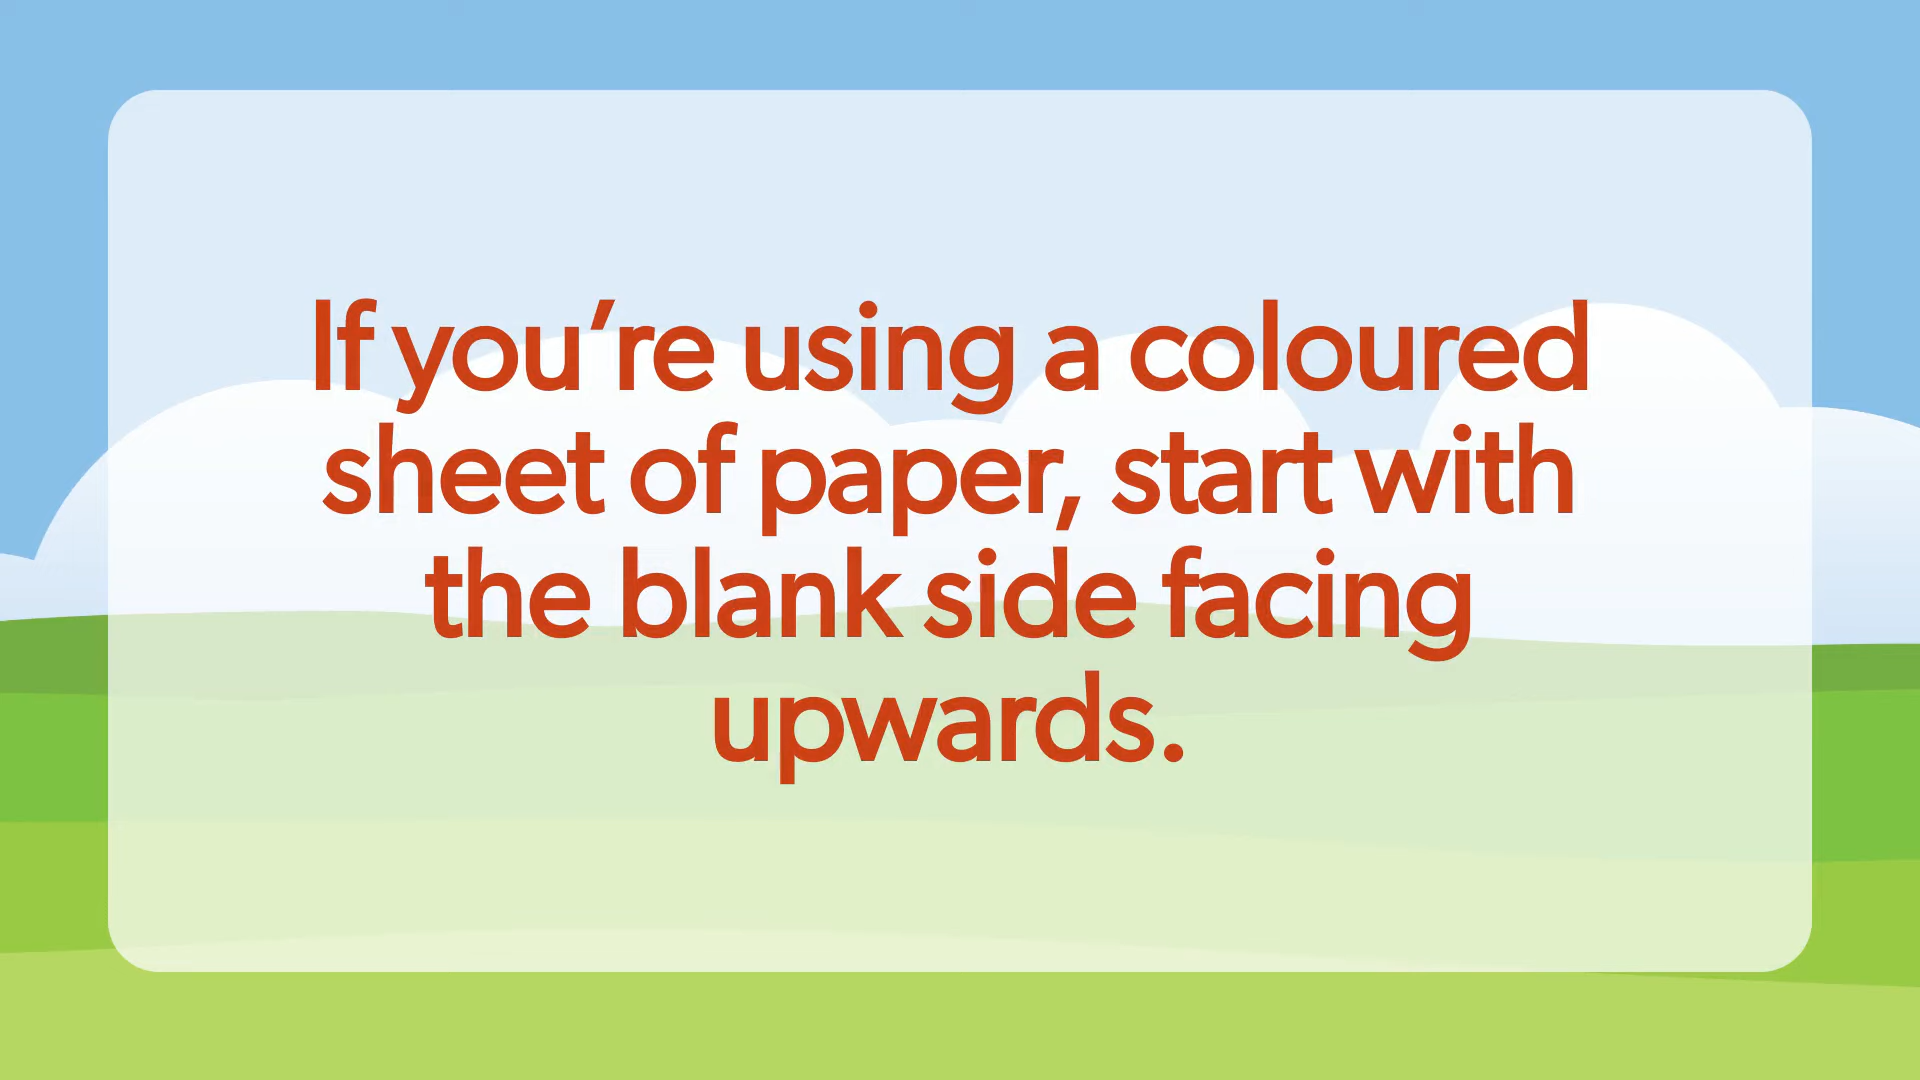 If you’re using a coloured
sheet of paper, start with
the blank side facing
upwards.